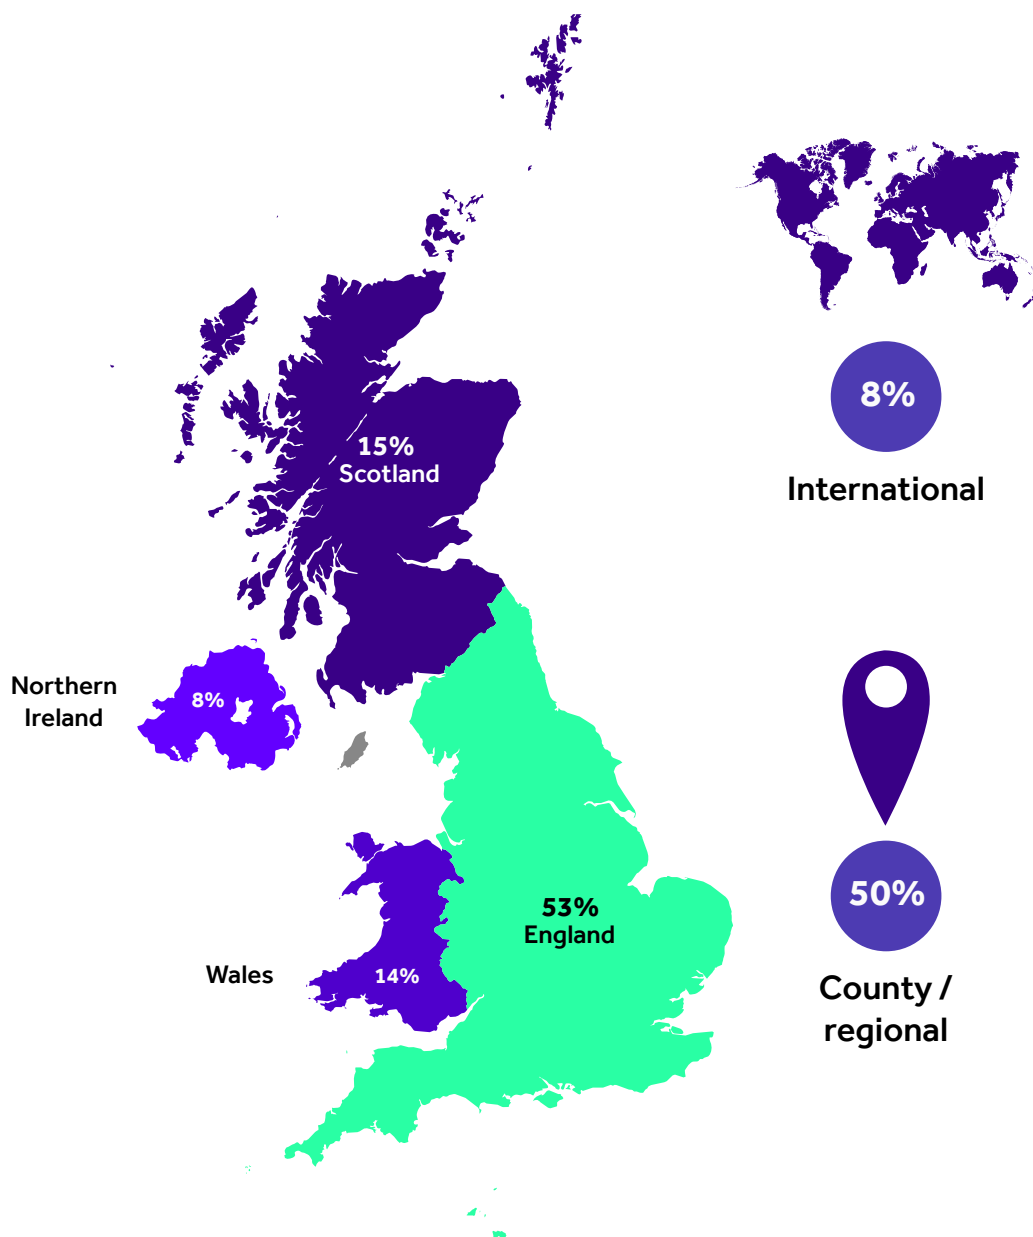 15%
Scotland
8%
International
Northern
Ireland
8%
53%
England
Wales
14%
50%
County /
regional